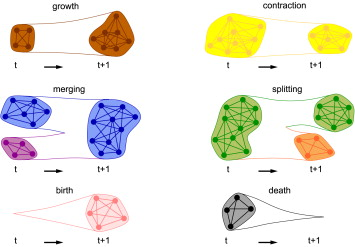 growth
contraction
t
t+1
t
t+1
merging
splitting
t
t+1
t
t+1
birth
death
t
t+1
t
t+1